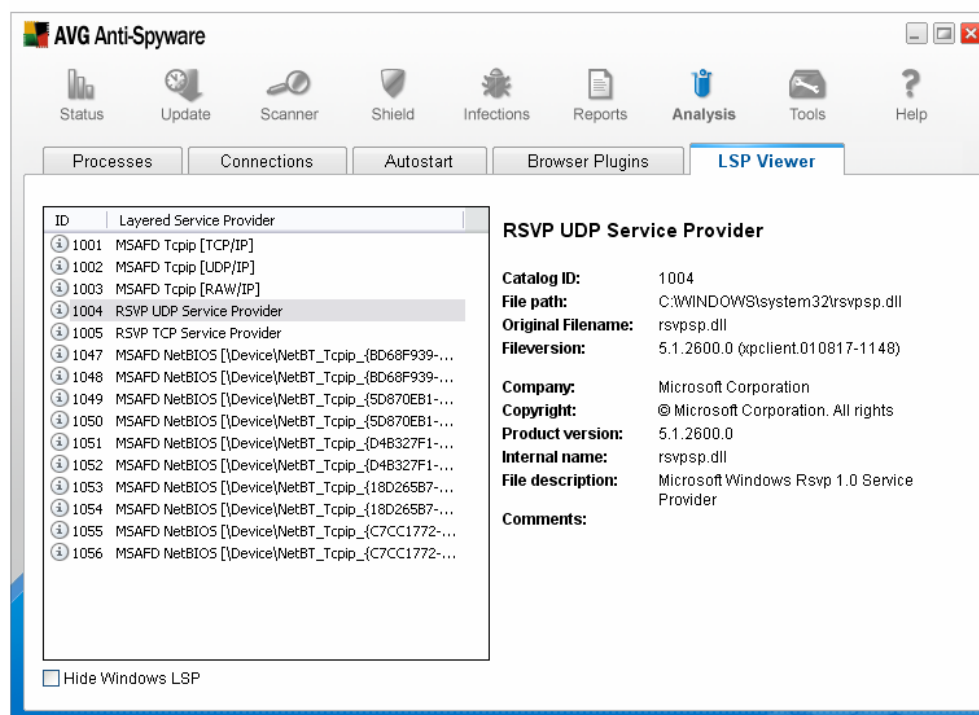 AVG Anti-Spyware
Status Update Scanner Shield Infections Reports Analysis Tools Help
Processes Connections Autostart Browser Plugins LSP Viewer
ID Layered Service Provider
1001 MSAFD Tcpip [TCP/IP]
1002 MSAFD Tcpip [UDP/IP]
1003 MSAFD Tcpip [RAW/IP]
1004 RSVP UDP Service Provider
1005 RSVP TCP Service Provider
1047 MSAFD NetBIOS [\Device\NetBT_Tcpip_{BD68F939-...
1048 MSAFD NetBIOS [\Device\NetBT_Tcpip_{BD68F939-...
1049 MSAFD NetBIOS [\Device\NetBT_Tcpip_{5D870EB1-...
1050 MSAFD NetBIOS [\Device\NetBT_Tcpip_{5D870EB1-...
1051 MSAFD NetBIOS [\Device\NetBT_Tcpip_{D4B327F1-...
1052 MSAFD NetBIOS [\Device\NetBT_Tcpip_{D4B327F1-...
1053 MSAFD NetBIOS [\Device\NetBT_Tcpip_{18D265B7-...
1054 MSAFD NetBIOS [\Device\NetBT_Tcpip_{18D265B7-...
1055 MSAFD NetBIOS [\Device\NetBT_Tcpip_{C7CC1772-...
1056 MSAFD NetBIOS [\Device\NetBT_Tcpip_{C7CC1772-...
Hide Windows LSP
RSVP UDP Service Provider
Catalog ID: 1004
File path: C:\WINDOWS\system32\rsvpsp.dll
Original Filename: rsvpsp.dll
Fileversion: 5.1.2600.0 (xpclient.010817-1148)
Company: Microsoft Corporation
Copyright: © Microsoft Corporation. All rights
Product version: 5.1.2600.0
Internal name: rsvpsp.dll
File description: Microsoft Windows Rsvp 1.0 Service
Provider
Comments: